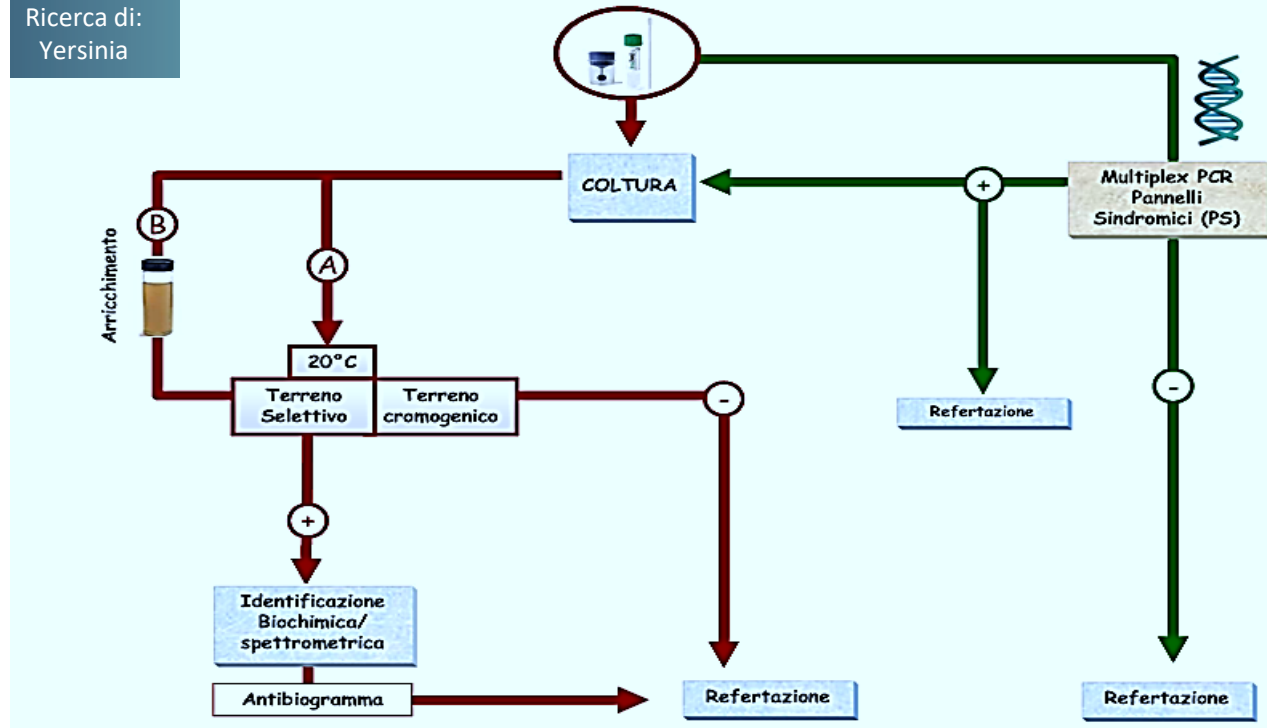 Ricerca di:
Yersinia
COLTURA
+
Multiplex PCR
Pannelli
Sindromici (PS)
B
Arricchimento
A
20°C
Terreno
Selettivo
Terreno
cromogenico
-
Refertazione
-
+
Identificazione
Biochimica/
spettrometrica
Antibiogramma
Refertazione
Refertazione